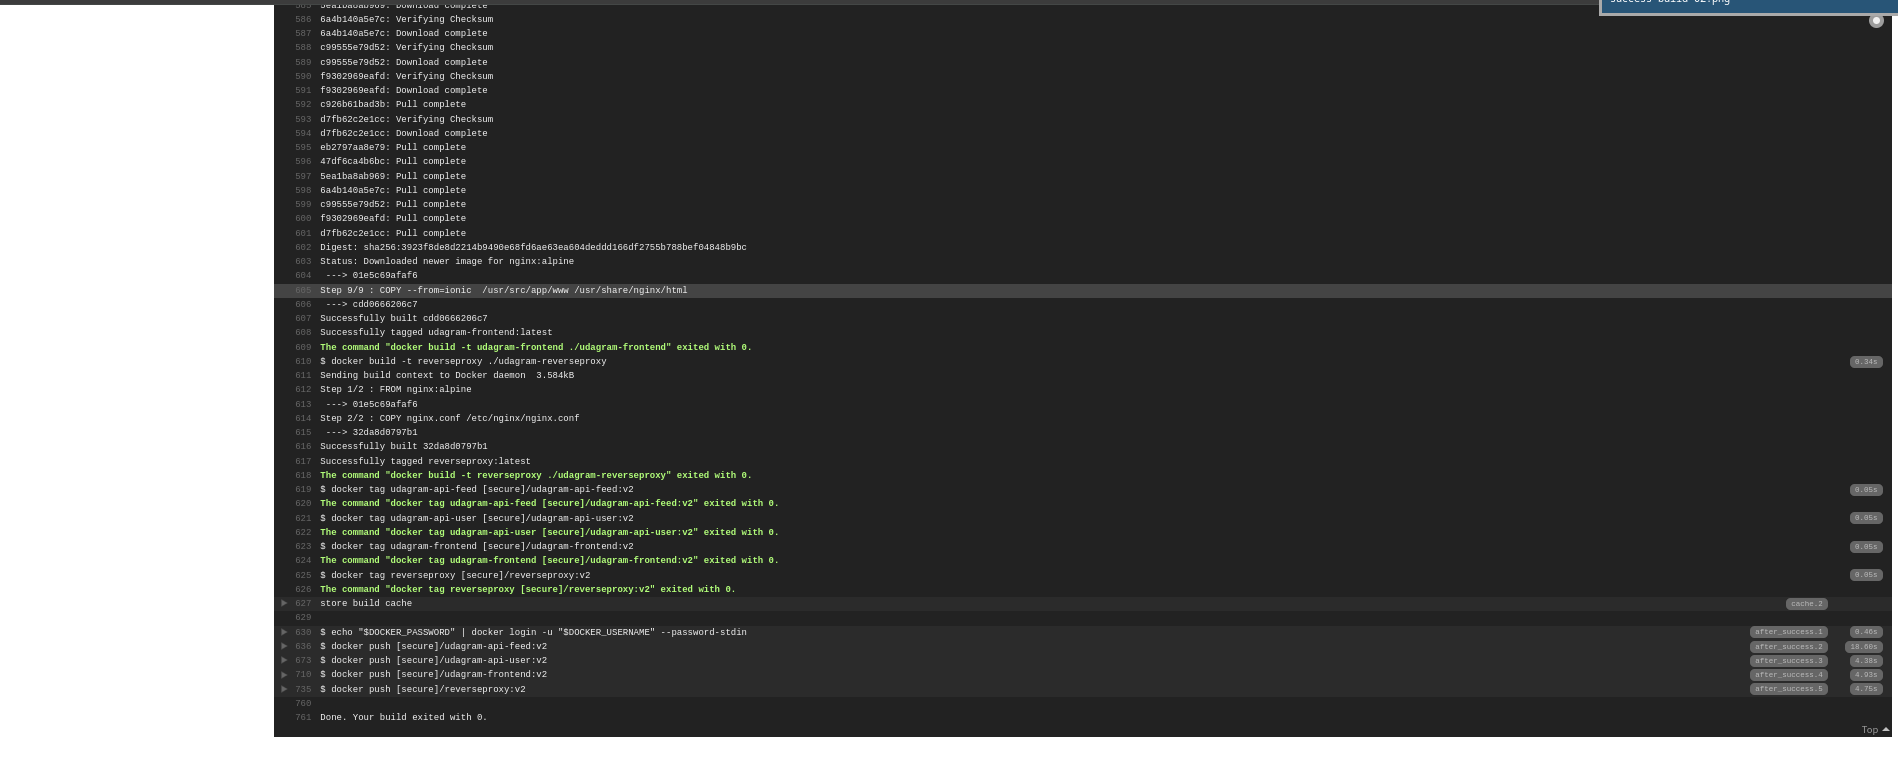 585 5ea1ba8ab969: Download complete
success-build-02.png
586 6a4b140a5e7c: Verifying Checksum
587 6a4b140a5e7c: Download complete
588 c99555e79d52: Verifying Checksum
589 c99555e79d52: Download complete
590 f9302969eafd: Verifying Checksum
591 f9302969eafd: Download complete
592 c926b61bad3b: Pull complete
593 d7fb62c2e1cc: Verifying Checksum
594 d7fb62c2e1cc: Download complete
595 eb2797aa8e79: Pull complete
596 47df6ca4b6bc: Pull complete
597 5ea1ba8ab969: Pull complete
598 6a4b140a5e7c: Pull complete
599 c99555e79d52: Pull complete
600 f9302969eafd: Pull complete
601 d7fb62c2e1cc: Pull complete
602 Digest: sha256:3923f8de8d2214b9490e68fd6ae63ea604deddd166df2755b788bef04848b9bc
603 Status: Downloaded newer image for nginx:alpine
604 ---> 01e5c69afaf6
605 Step 9/9 : COPY --from=ionic  /usr/src/app/www /usr/share/nginx/html
606 ---> cdd0666206c7
607 Successfully built cdd0666206c7
608 Successfully tagged udagram-frontend:latest
609 The command "docker build -t udagram-frontend ./udagram-frontend" exited with 0.
610 $ docker build -t reverseproxy ./udagram-reverseproxy 0.34s
611 Sending build context to Docker daemon  3.584kB
612 Step 1/2 : FROM nginx:alpine
613 ---> 01e5c69afaf6
614 Step 2/2 : COPY nginx.conf /etc/nginx/nginx.conf
615 ---> 32da8d0797b1
616 Successfully built 32da8d0797b1
617 Successfully tagged reverseproxy:latest
618 The command "docker build -t reverseproxy ./udagram-reverseproxy" exited with 0.
619 $ docker tag udagram-api-feed [secure]/udagram-api-feed:v2 0.05s
620 The command "docker tag udagram-api-feed [secure]/udagram-api-feed:v2" exited with 0.
621 $ docker tag udagram-api-user [secure]/udagram-api-user:v2 0.05s
622 The command "docker tag udagram-api-user [secure]/udagram-api-user:v2" exited with 0.
623 $ docker tag udagram-frontend [secure]/udagram-frontend:v2 0.05s
624 The command "docker tag udagram-frontend [secure]/udagram-frontend:v2" exited with 0.
625 $ docker tag reverseproxy [secure]/reverseproxy:v2 0.05s
626 The command "docker tag reverseproxy [secure]/reverseproxy:v2" exited with 0.
627 store build cache cache.2
629
630 $ echo "$DOCKER_PASSWORD" | docker login -u "$DOCKER_USERNAME" --password-stdin after_success.1 0.46s
636 $ docker push [secure]/udagram-api-feed:v2 after_success.2 18.60s
673 $ docker push [secure]/udagram-api-user:v2 after_success.3 4.38s
710 $ docker push [secure]/udagram-frontend:v2 after_success.4 4.93s
735 $ docker push [secure]/reverseproxy:v2 after_success.5 4.75s
760
761 Done. Your build exited with 0.
Top